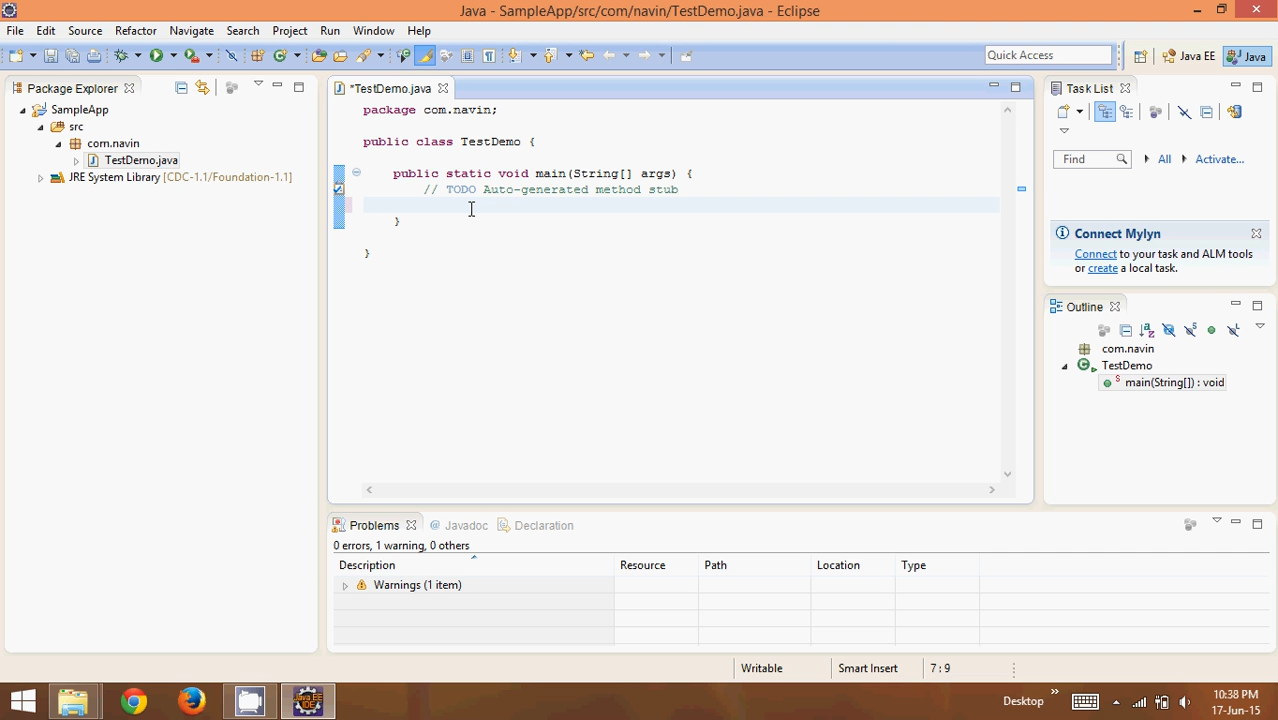 Java - SampleApp/src/com/navin/TestDemo.java - Eclipse
File Edit Source Refactor Navigate Search Project Run Window Help
Quick Access
Java EE
Java
Package Explorer
SampleApp
src
com.navin
TestDemo.java
JRE System Library [CDC-1.1/Foundation-1.1]
*TestDemo.java
package com.navin;
public class TestDemo {
public static void main(String[] args) {
// TODO Auto-generated method stub
}
}
Task List
Find
All
Activate...
Connect Mylyn
Connect to your task and ALM tools
or create a local task.
Outline
com.navin
TestDemo
main(String[]) : void
Problems @ Javadoc Declaration
0 errors, 1 warning, 0 others
Description Resource Path Location Type
Warnings (1 item)
Writable Smart Insert 7 : 9
Java EE
IDE
Desktop
10:38 PM
17-Jun-15